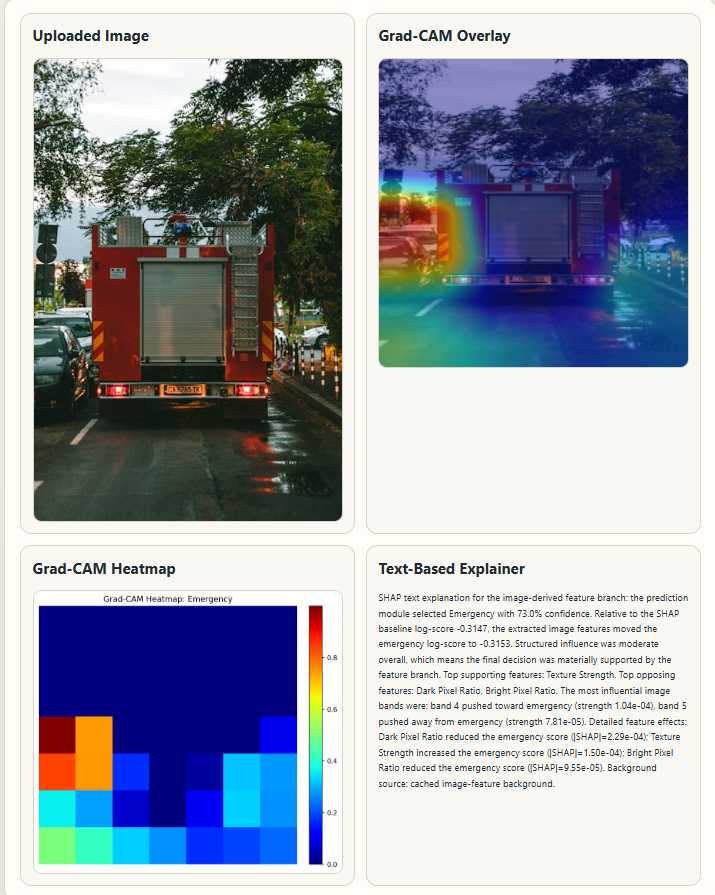 Uploaded Image
Grad-CAM Overlay
Grad-CAM Heatmap
Grad-CAM Heatmap: Emergency
0.8
0.6
0.4
0.2
0.0
Text-Based Explainer
SHAP text explanation for the image-derived feature branch: the prediction
module selected Emergency with 73.0% confidence. Relative to the SHAP
baseline log-score -0.3147, the extracted image features moved the
emergency log-score to -0.3153. Structured influence was moderate
overall, which means the final decision was materially supported by the
feature branch. Top supporting features: Texture Strength. Top opposing
features: Dark Pixel Ratio, Bright Pixel Ratio. The most influential image
bands were: band 4 pushed toward emergency (strength 1.04e-04), band 5
pushed away from emergency (strength 7.81e-05). Detailed feature effects:
Dark Pixel Ratio reduced the emergency score (|SHAP|=2.29e-04); Texture
Strength increased the emergency score (|SHAP|=1.50e-04); Bright Pixel
Ratio reduced the emergency score (|SHAP|=9.55e-05). Background
source: cached image-feature background.